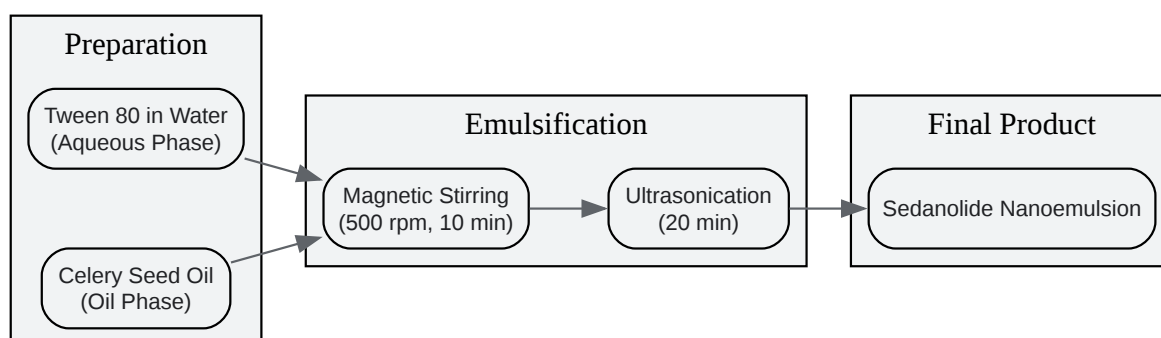 Preparation
Tween 80 in Water
(Aqueous Phase)
Celery Seed Oil
(Oil Phase)
Emulsification
Magnetic Stirring
(500 rpm, 10 min)
Ultrasonication
(20 min)
Final Product
Sedanolide Nanoemulsion